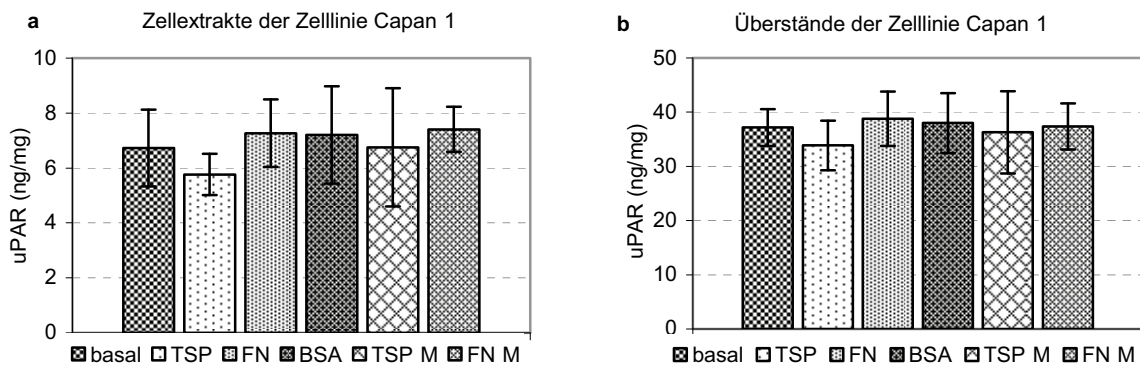 a Zellextrakte der Zelllinie Capan 1
uPAR (ng/mg)
10
8
6
4
2
0
basal TSP FN BSA TSP M FN M
b Überstände der Zelllinie Capan 1
uPAR (ng/mg)
50
40
30
20
10
0
basal TSP FN BSA TSP M FN M